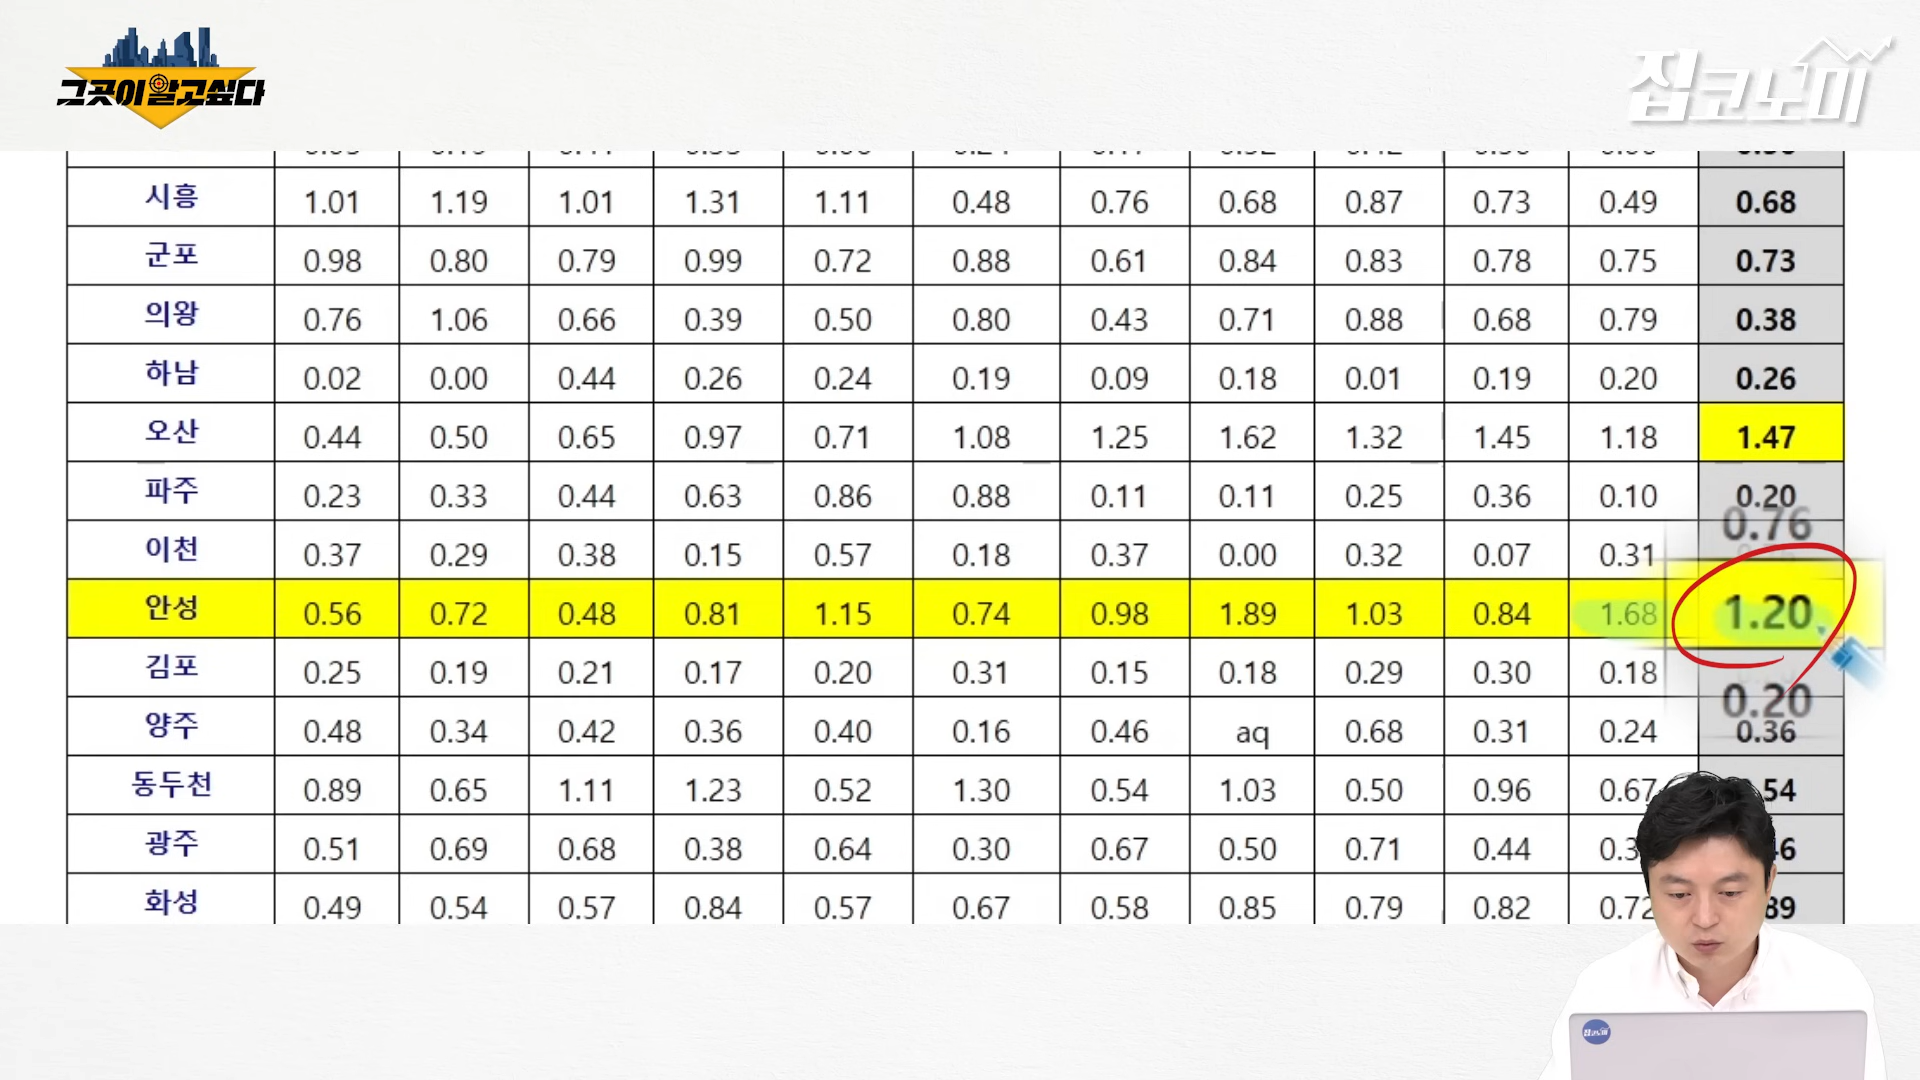 그곳이 알고싶다
집코노미
시흥 1.01 1.19 1.01 1.31 1.11 0.48 0.76 0.68 0.87 0.73 0.49 0.68
군포 0.98 0.80 0.79 0.99 0.72 0.88 0.61 0.84 0.83 0.78 0.75 0.73
의왕 0.76 1.06 0.66 0.39 0.50 0.80 0.43 0.71 0.88 0.68 0.79 0.38
하남 0.02 0.00 0.44 0.26 0.24 0.19 0.09 0.18 0.01 0.19 0.20 0.26
오산 0.44 0.50 0.65 0.97 0.71 1.08 1.25 1.62 1.32 1.45 1.18 1.47
파주 0.23 0.33 0.44 0.63 0.86 0.88 0.11 0.11 0.25 0.36 0.10 0.20
0.76
이천 0.37 0.29 0.38 0.15 0.57 0.18 0.37 0.00 0.32 0.07 0.31
안성 0.56 0.72 0.48 0.81 1.15 0.74 0.98 1.89 1.03 0.84 1.68 1.20
김포 0.25 0.19 0.21 0.17 0.20 0.31 0.15 0.18 0.29 0.30 0.18
0.20
양주 0.48 0.34 0.42 0.36 0.40 0.16 0.46 aq 0.68 0.31 0.24 0.36
동두천 0.89 0.65 1.11 1.23 0.52 1.30 0.54 1.03 0.50 0.96 0.67
광주 0.51 0.69 0.68 0.38 0.64 0.30 0.67 0.50 0.71 0.44
화성 0.49 0.54 0.57 0.84 0.57 0.67 0.58 0.85 0.79 0.82 0.72
집코노미